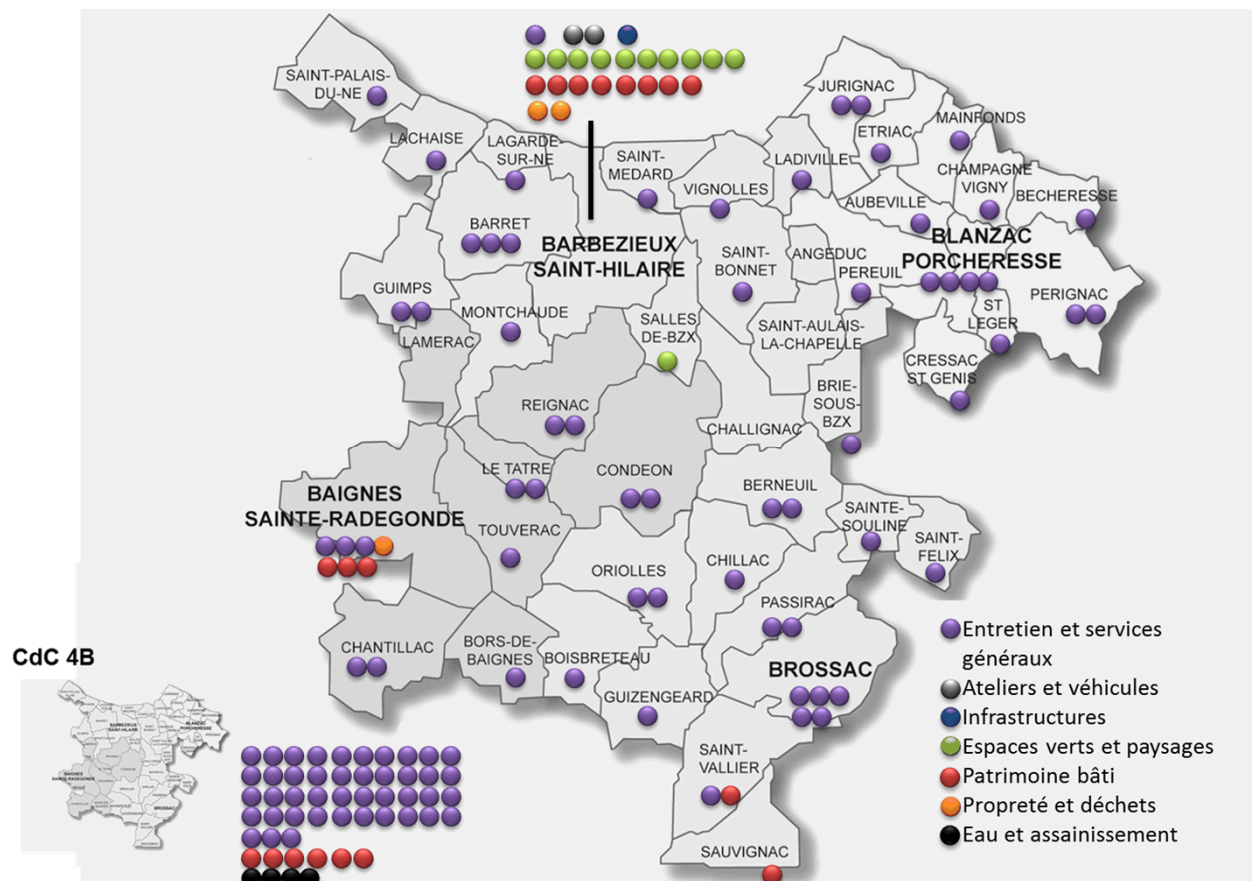 SAINT-PALAIS-
DU-NE
LACHAISE
LAGARDE-
SUR-NE
SAINT-
MEDARD
VIGNOLLES
LADIVILLE
JURIGNAC
ETRIAC
MAINFONDS
CHAMPAGNE
VIGNY
BECHERESSE
AUBEVILLE
BARRET
BARBEZIEUX
SAINT-HILAIRE
SAINT-
BONNET
ANGEDUC
PEREUIL
BLANZAC
PORCHERESSE
PERIGNAC
ST
LEGER
GUIMPS
MONTCHAUDE
LAMERAC
SALLES
DE-BZX
SAINT-AULAIS-
LA-CHAPELLE
CRESSAC
ST GENIS
BRIE-
SOUS-
BZX
REIGNAC
CHALLIGNAC
LE TATRE
CONDEON
BERNEUIL
BAIGNES
SAINTE-RADEGONDE
TOUVERAC
SAINTE-
SOULINE
SAINT-
FELIX
ORIOLLES
CHILLAC
PASSIRAC
CHANTILLAC
BORS-DE-
BAIGNES
BOISBRETEAU
GUIZENGEARD
BROSSAC
SAINT-
VALLIER
SAUVIGNAC
Entretien et services
généraux
Ateliers et véhicules
Infrastructures
Espaces verts et paysages
Patrimoine bâti
Propreté et déchets
Eau et assainissement
CdC 4B